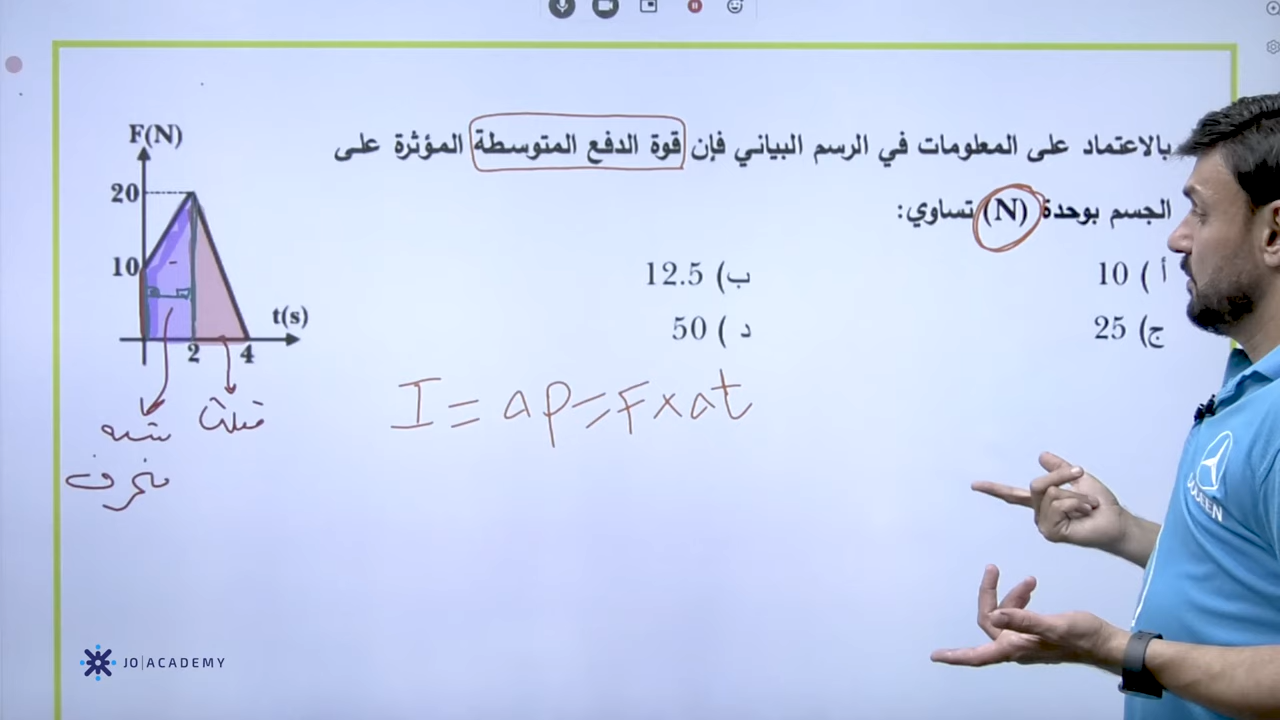 بالاعتماد على المعلومات في الرسم البياني فإن قوة الدفع المتوسطة المؤثرة على
الجسم بوحدة (N) تساوي:
أ ) 10
ب) 12.5
ج) 25
د ) 50
F(N)
20
10
t(s)
2 4
مثلث
شبه
منحرف
I = ΔP = F × Δt
JO|ACADEMY
QUEEN